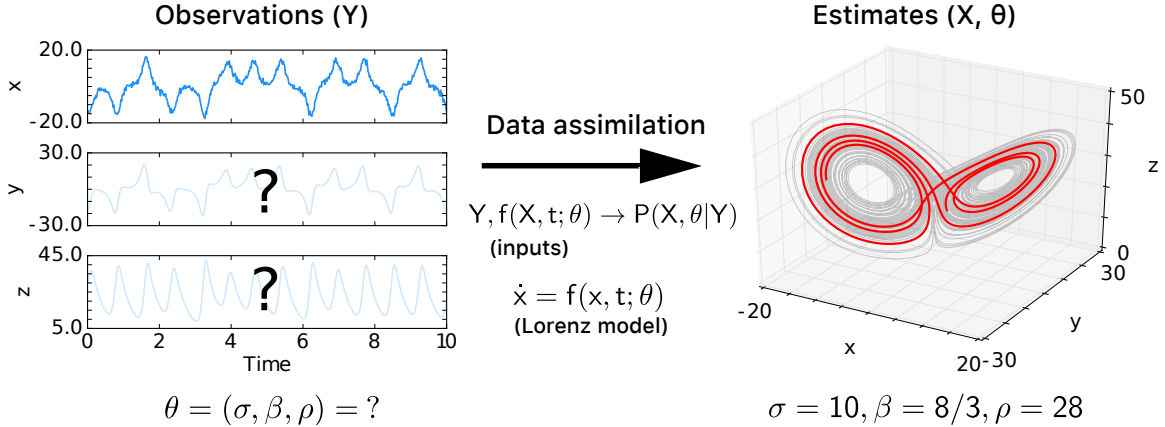 Observations (Y)
20.0
x
-20.0
30.0
y
?
-30.0
45.0
z
?
5.0
0 2 4 6 8 10
Time
θ = (σ, β, ρ) = ?
Data assimilation
Y, f(X, t; θ) → P(X, θ|Y)
(inputs)
ẋ = f(x, t; θ)
(Lorenz model)
Estimates (X, θ)
50
z
0
30
y
-30
-20
x
20
σ = 10, β = 8/3, ρ = 28